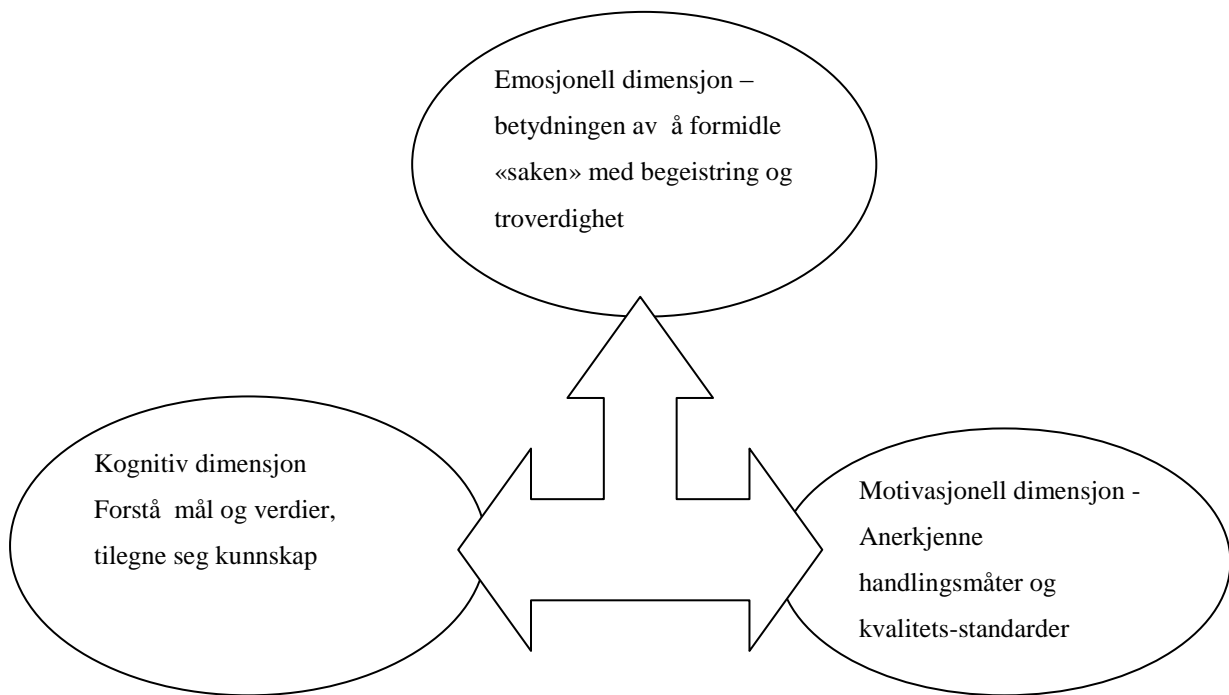 Emosjonell dimensjon –
betydningen av å formidle
«saken» med begeistring og
troverdighet
Kognitiv dimensjon
Forstå mål og verdier,
tilegne seg kunnskap
Motivasjonell dimensjon -
Anerkjenne
handlingsmåter og
kvalitets-standarder